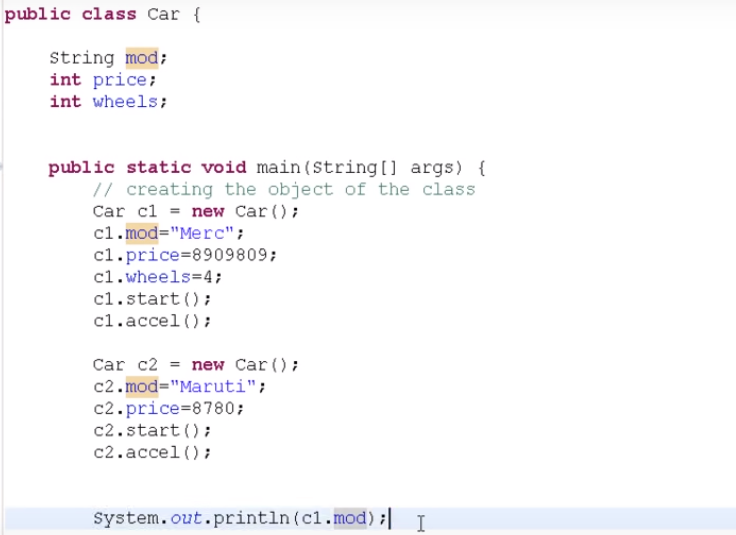 public class Car {
String mod;
int price;
int wheels;
public static void main(String[] args) {
// creating the object of the class
Car c1 = new Car();
c1.mod="Merc";
c1.price=8909809;
c1.wheels=4;
c1.start();
c1.accel();
Car c2 = new Car();
c2.mod="Maruti";
c2.price=8780;
c2.start();
c2.accel();
System.out.println(c1.mod);